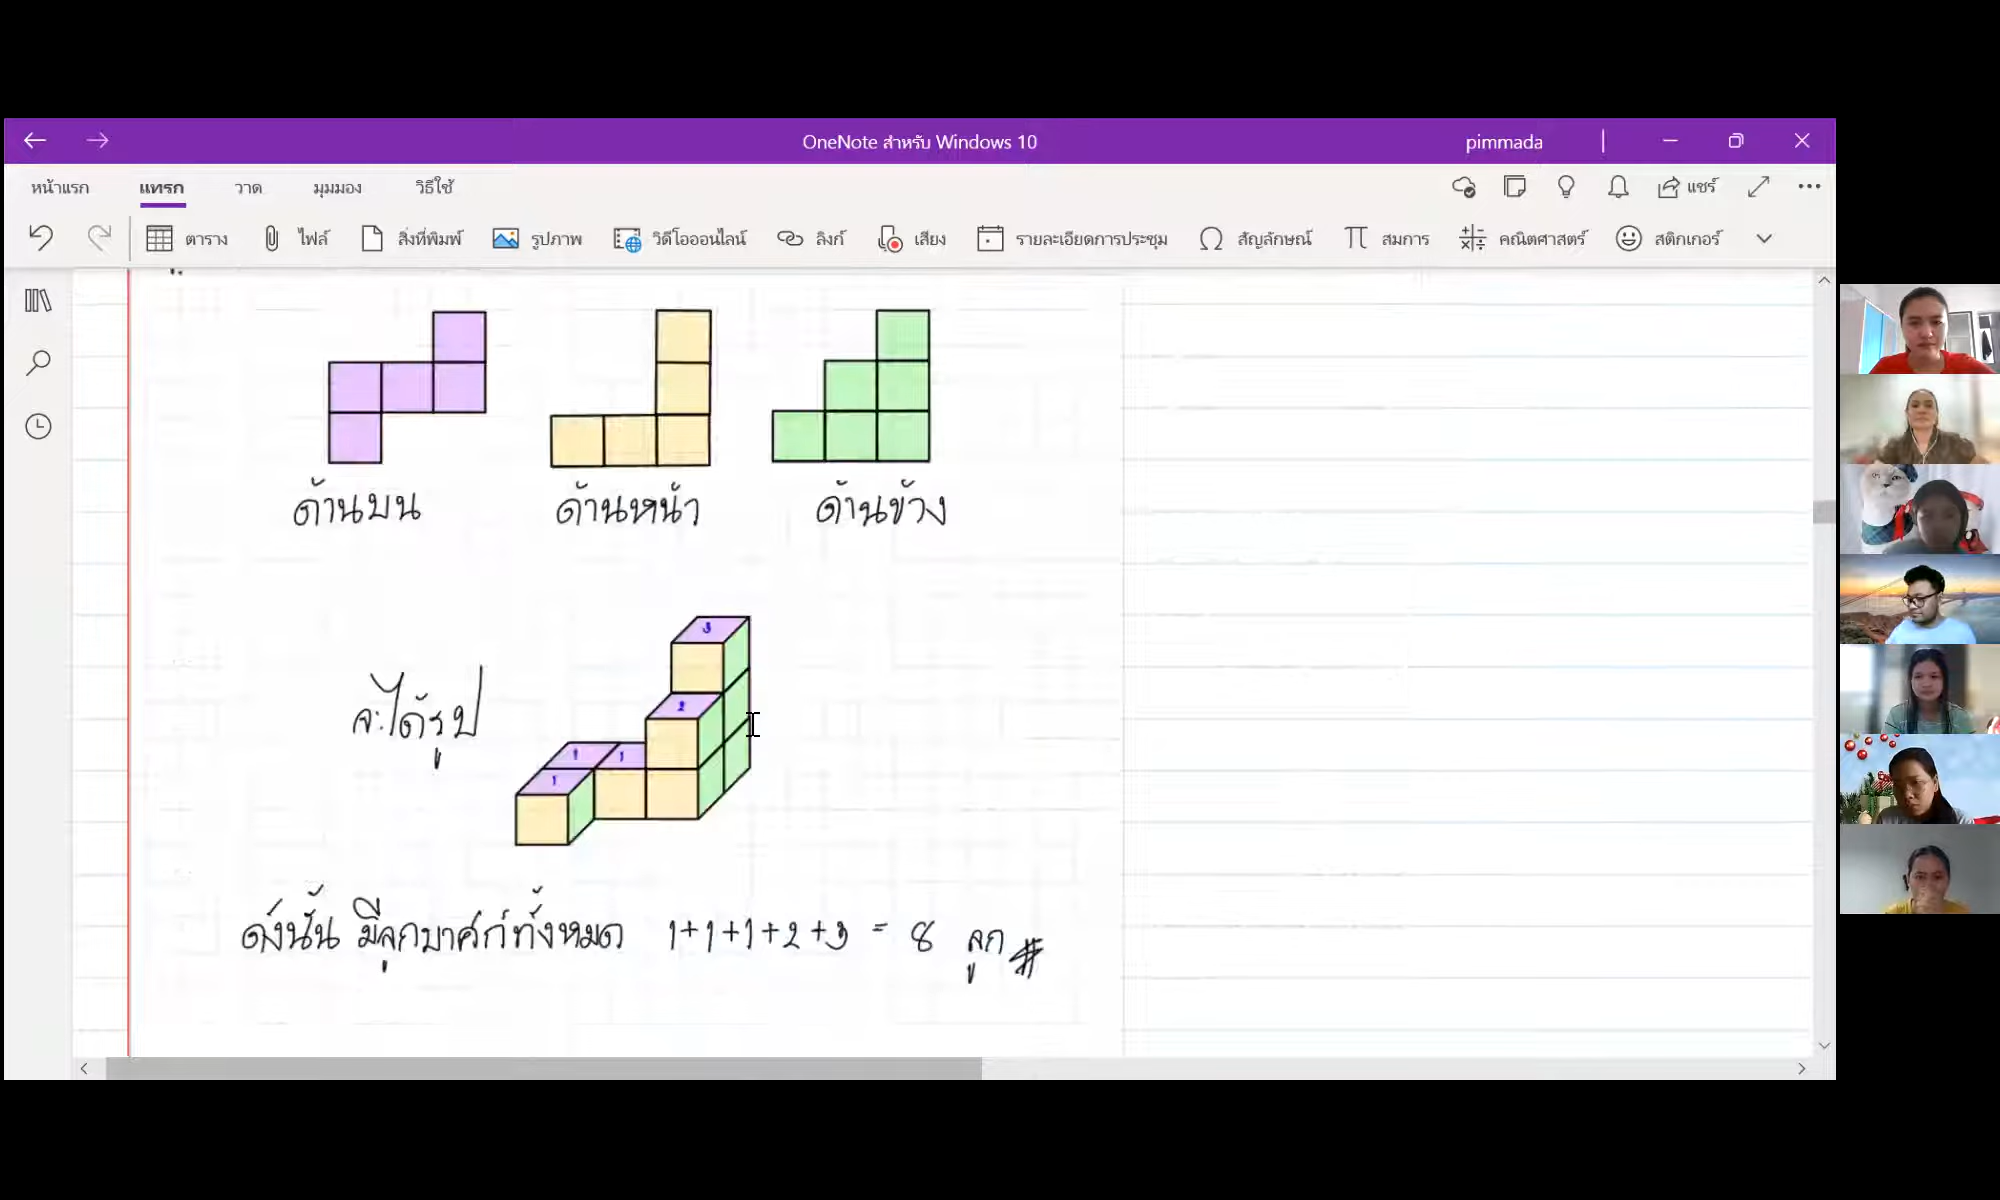 OneNote สำหรับ Windows 10
pimmada
หน้าแรก แทรก วาด มุมมอง วิธีใช้
แชร์
ตาราง ไฟล์ สิ่งที่พิมพ์ รูปภาพ วิดีโอออนไลน์ ลิงก์ เสียง รายละเอียดการประชุม สัญลักษณ์ สมการ คณิตศาสตร์ สติกเกอร์
ด้านบน ด้านหน้า ด้านข้าง
3
2
จะได้รูป
1 1
1
ดังนั้น มีลูกบาศก์ทั้งหมด 1+1+1+2+3 = 8 ลูก #